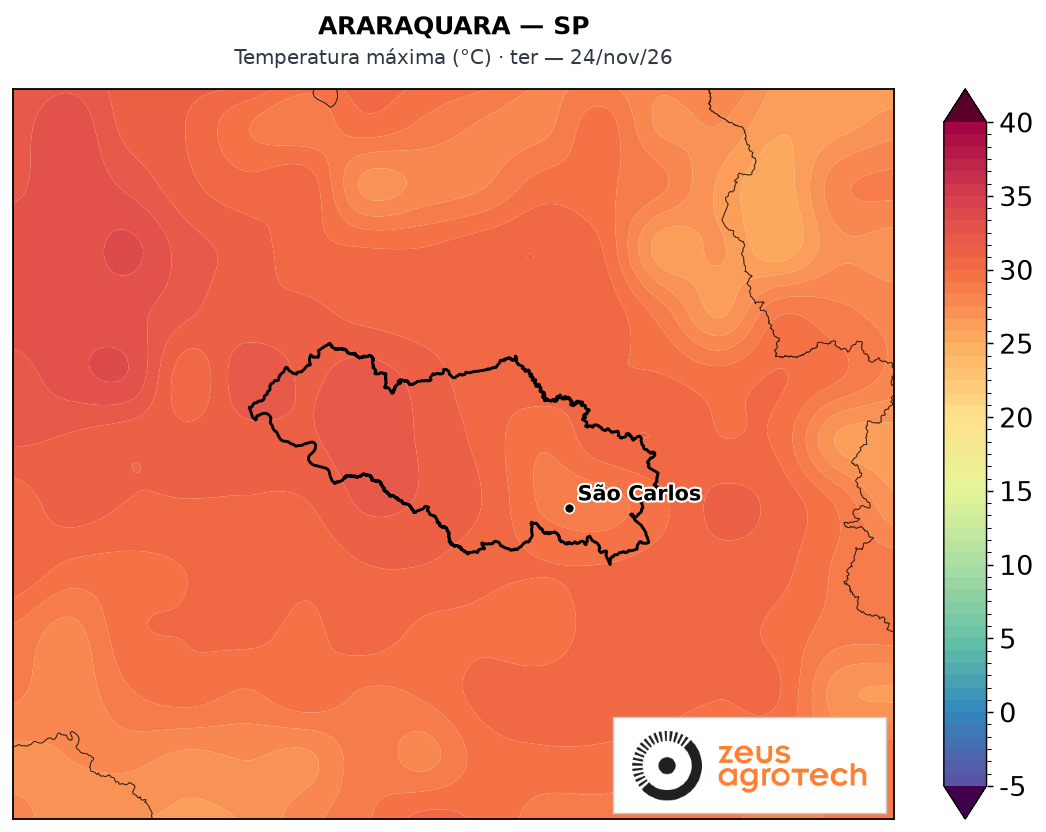 ARARAQUARA — SP
Temperatura máxima (°C) · ter — 24/nov/26
40
35
30
25
20
15
10
5
0
-5
São Carlos
zeus
agrotech